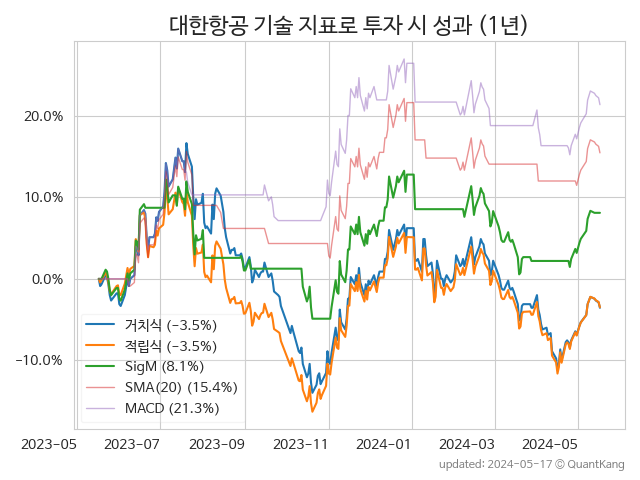 대한항공 기술 지표로 투자 시 성과 (1년)
20.0%
10.0%
0.0%
−10.0%
거치식 (−3.5%)
적립식 (−3.5%)
SigM (8.1%)
SMA(20) (15.4%)
MACD (21.3%)
2023−05 2023−07 2023−09 2023−11 2024−01 2024−03 2024−05
updated: 2024−05−17 © QuantKang